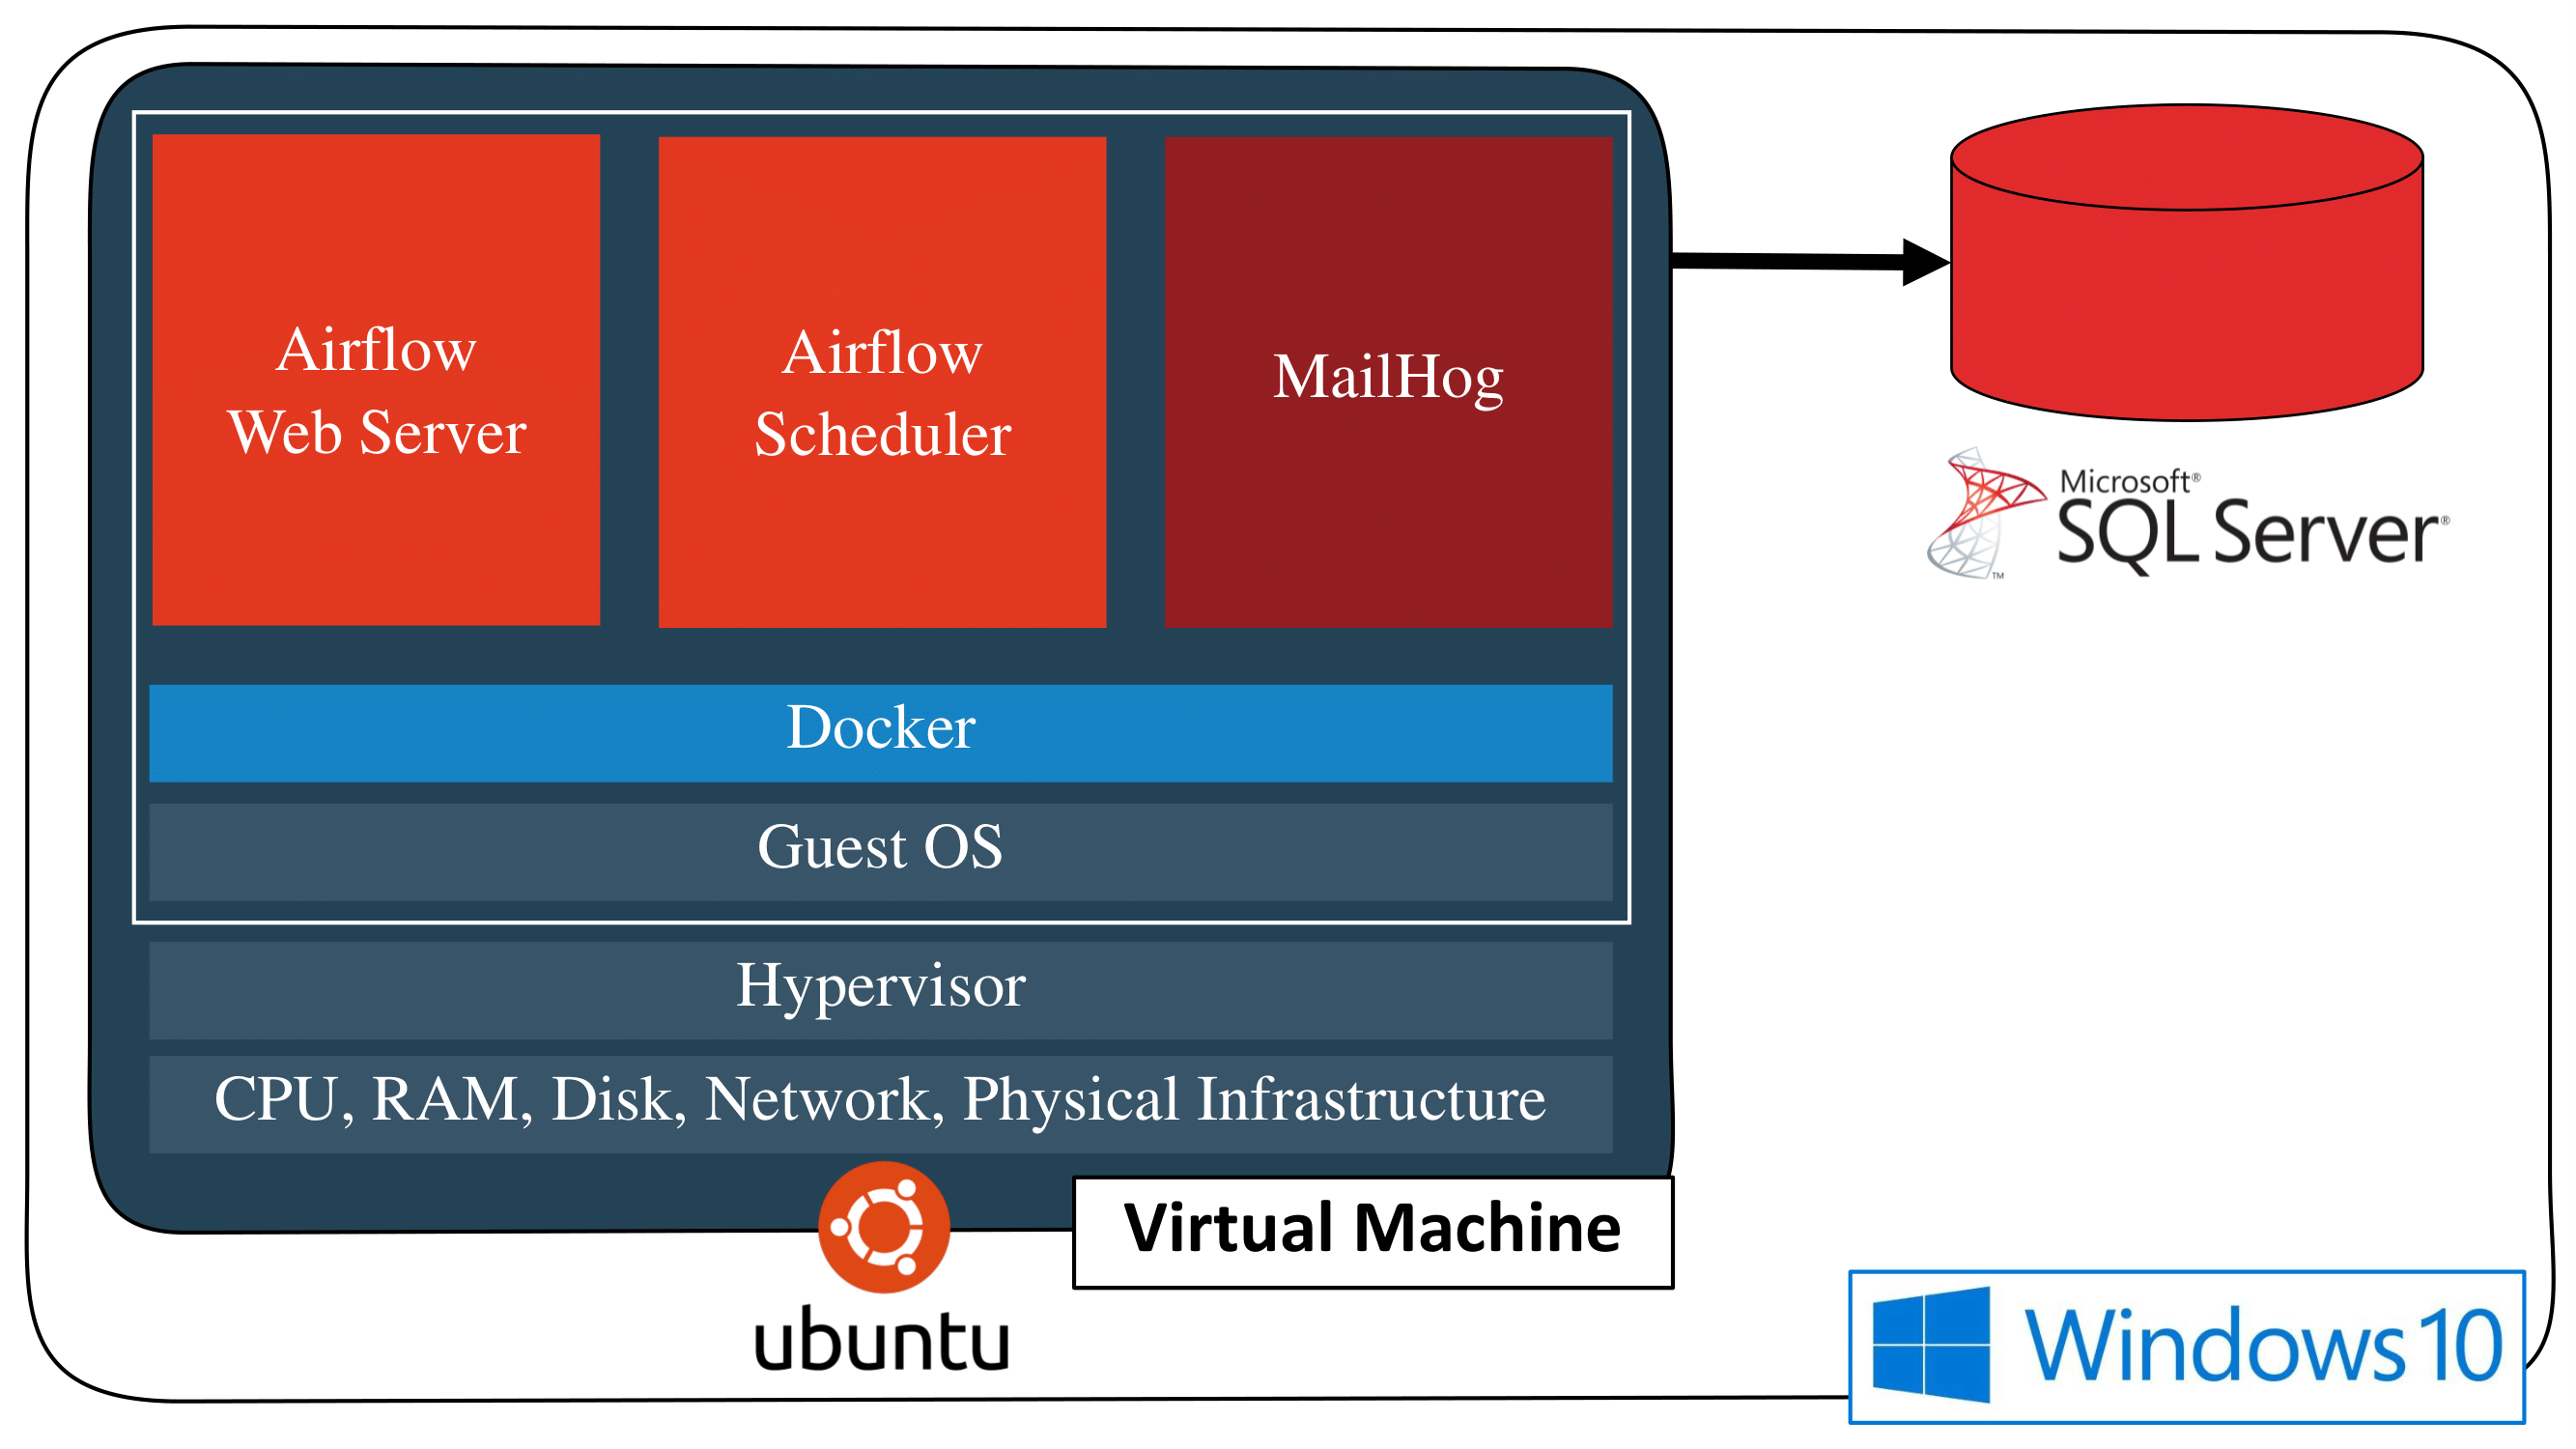 Airflow
Web Server
Airflow
Scheduler
MailHog
Microsoft®
SQL Server®
™
Docker
Guest OS
Hypervisor
CPU, RAM, Disk, Network, Physical Infrastructure
Virtual Machine
ubuntu
Windows 10